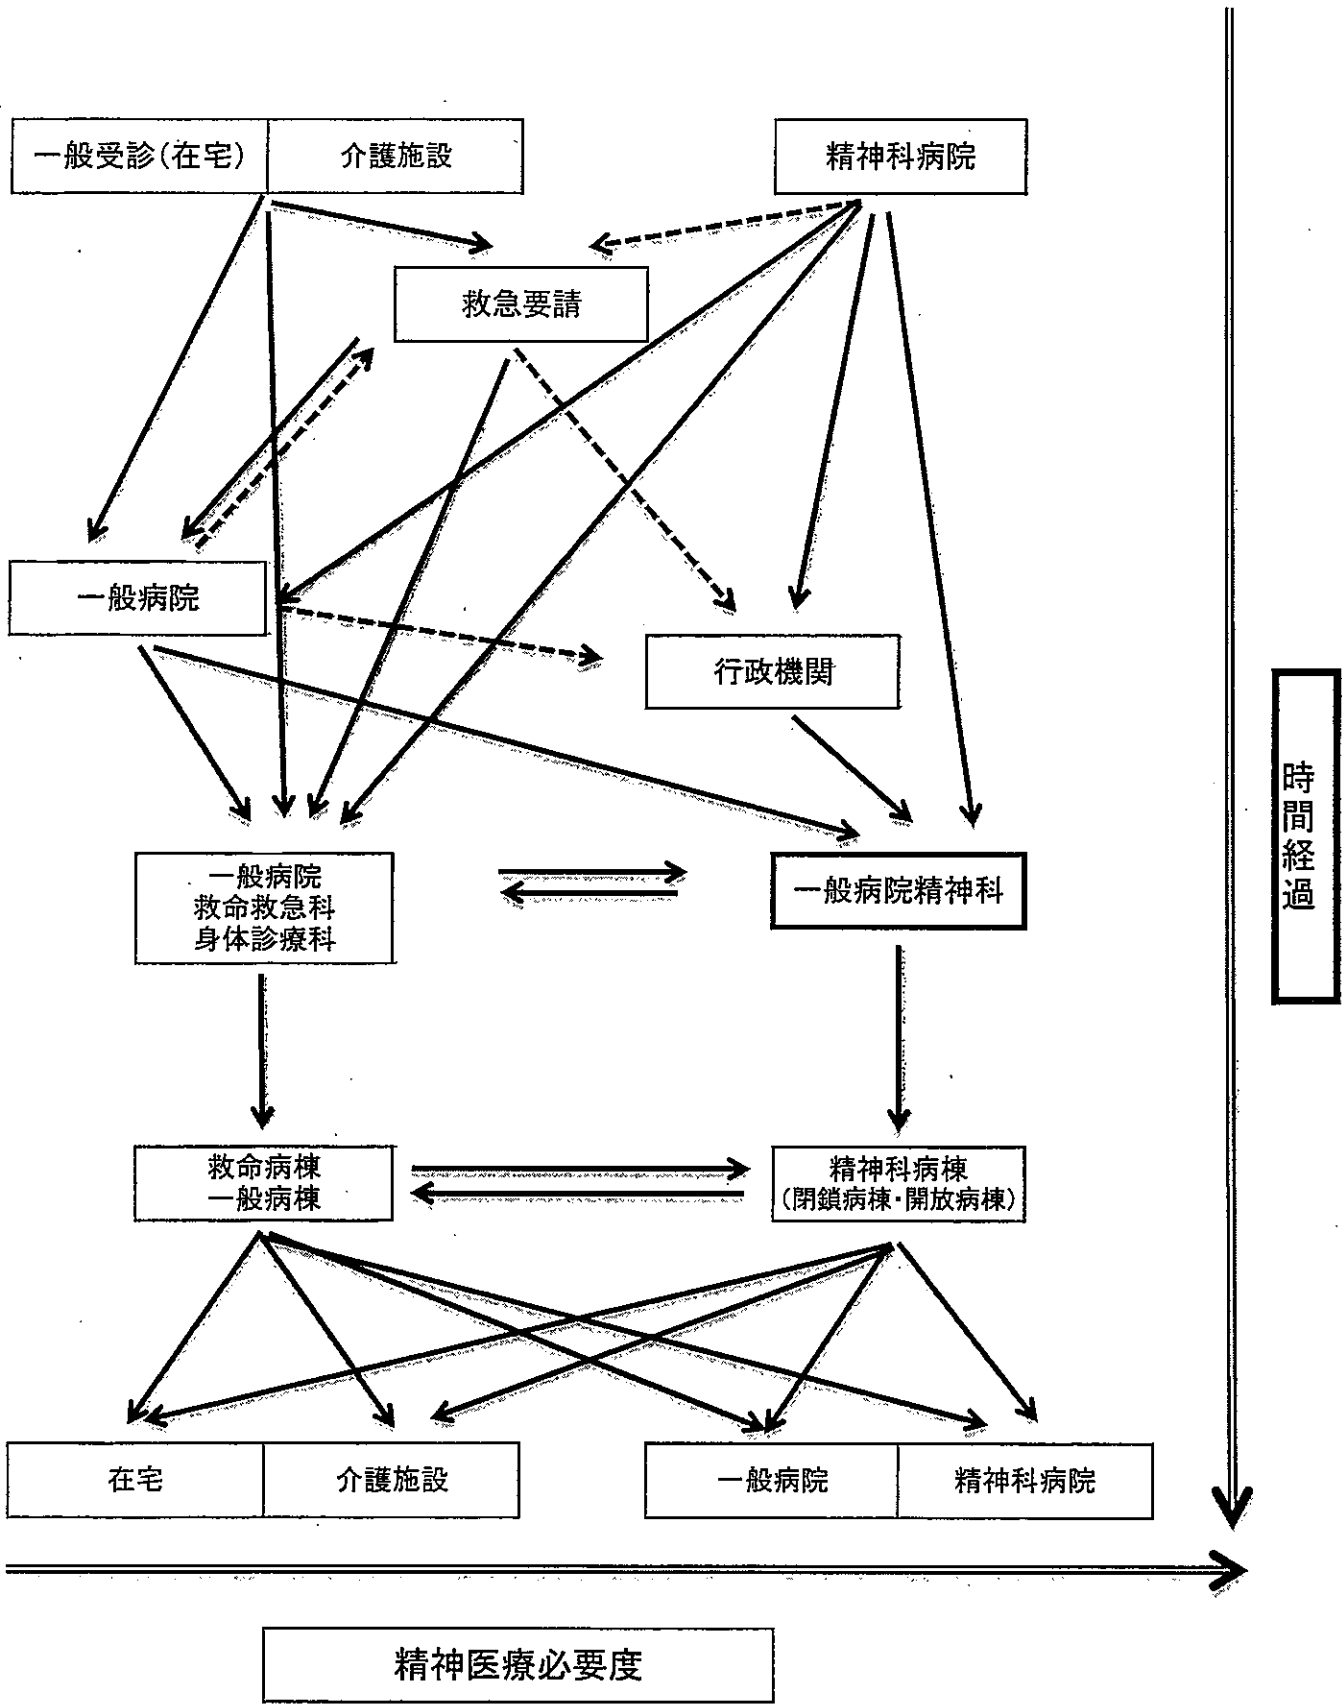 一般受診(在宅)
介護施設
精神科病院
救急要請
一般病院
行政機関
時間経過
一般病院
救命救急科
身体診療科
一般病院精神科
救命病棟
一般病棟
精神科病棟
(閉鎖病棟・開放病棟)
在宅
介護施設
一般病院
精神科病院
精神医療必要度